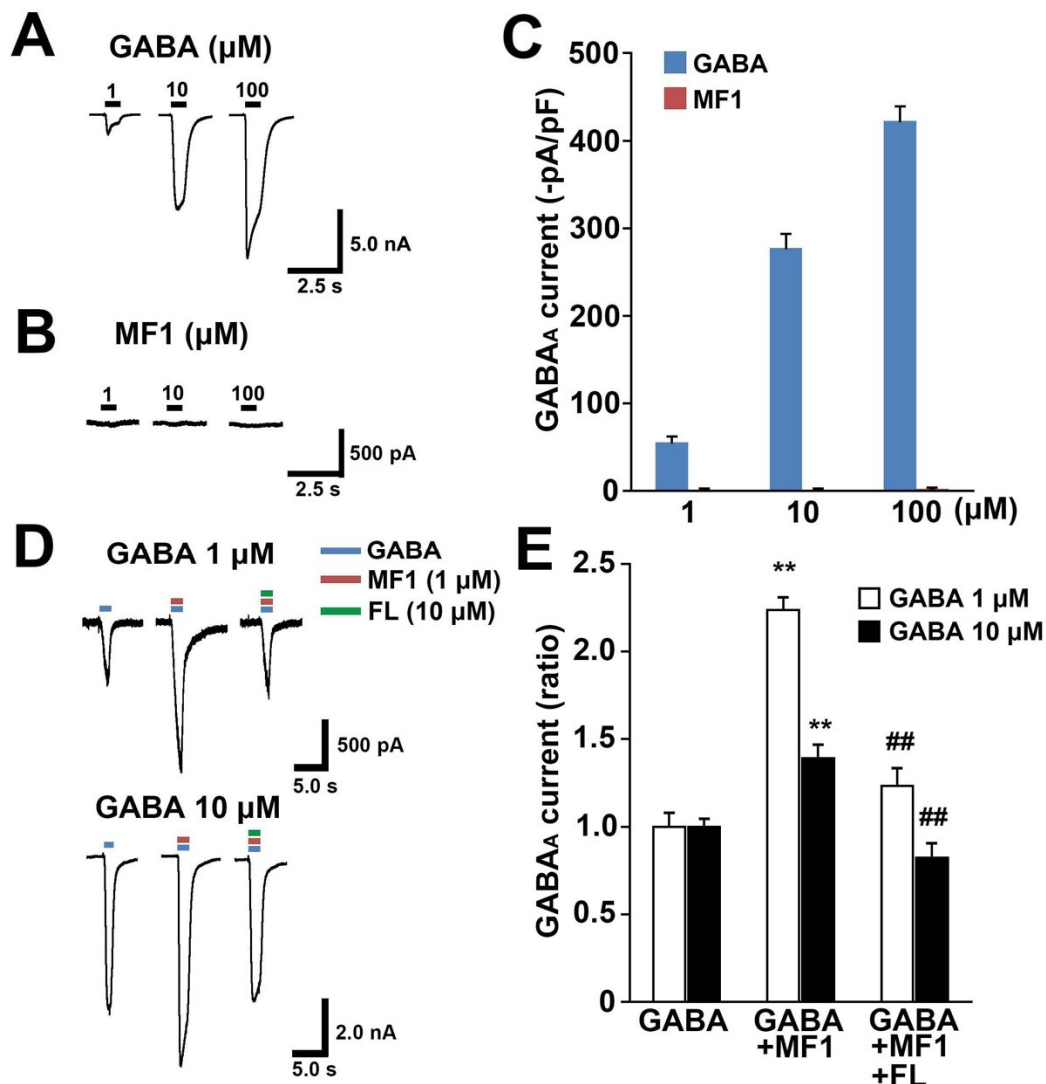 A
GABA (µM)
1 10 100
5.0 nA
2.5 s
B
MF1 (µM)
1 10 100
500 pA
2.5 s
C
500
400
300
200
100
0
GABAA current (-pA/pF)
GABA
MF1
1 10 100 (µM)
D
GABA 1 µM
GABA
MF1 (1 µM)
FL (10 µM)
500 pA
5.0 s
GABA 10 µM
2.0 nA
5.0 s
E
2.5
2.0
1.5
1.0
0.5
0
GABAA current (ratio)
GABA 1 µM
GABA 10 µM
**
**
##
##
GABA
GABA
+MF1
GABA
+MF1
+FL